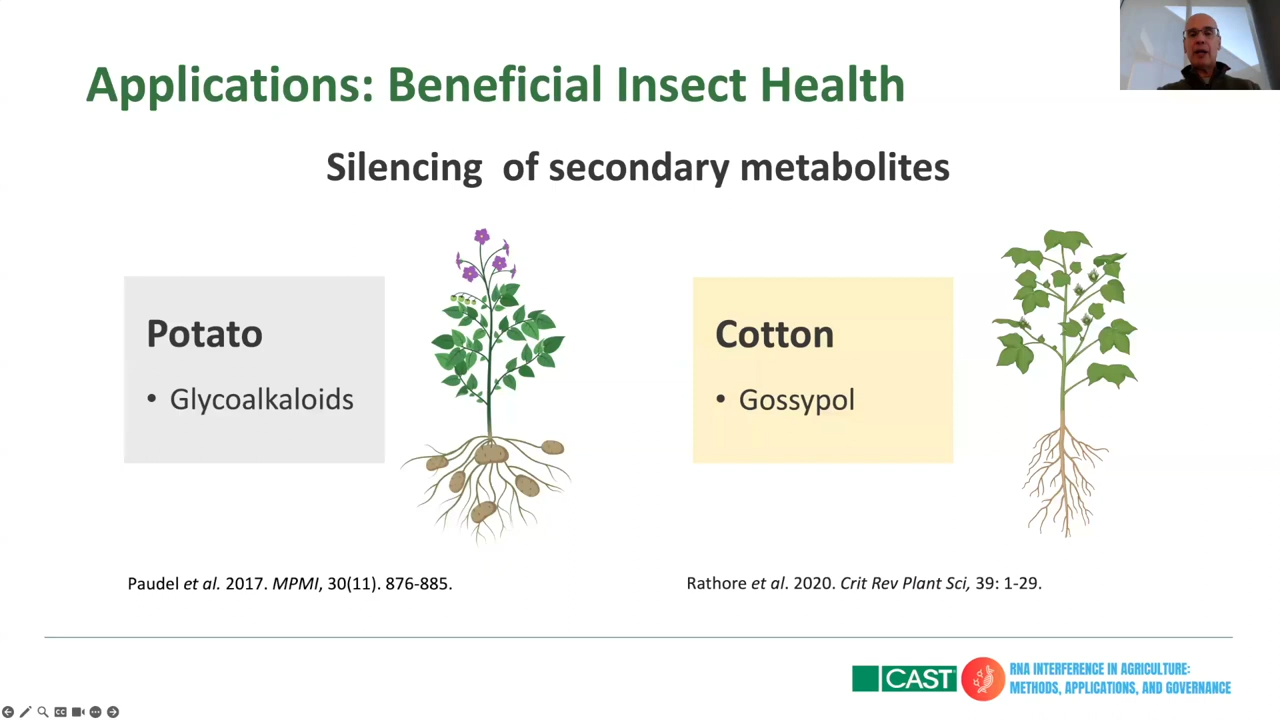 Applications: Beneficial Insect Health
Silencing of secondary metabolites
Potato
• Glycoalkaloids
Cotton
• Gossypol
Paudel et al. 2017. MPMI, 30(11). 876-885.
Rathore et al. 2020. Crit Rev Plant Sci, 39: 1-29.
CAST
RNA INTERFERENCE IN AGRICULTURE:
METHODS, APPLICATIONS, AND GOVERNANCE